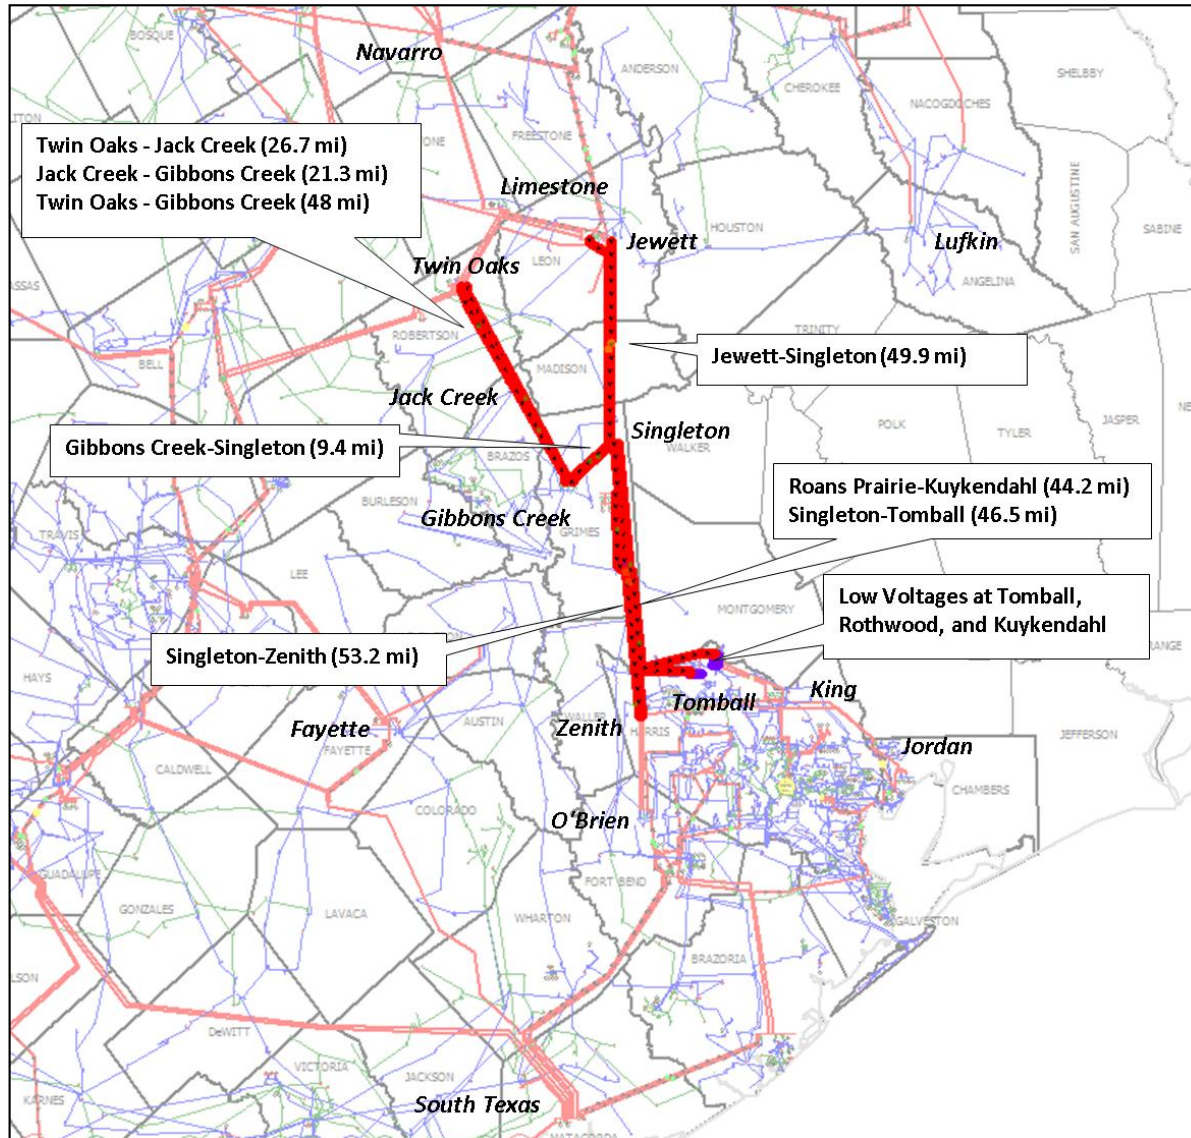 BOSQUE
Navarro
ANDERSON
SHELBY
CHEROKEE
NACOGDOCHES
FREESTONE
Twin Oaks - Jack Creek (26.7 mi)
Jack Creek - Gibbons Creek (21.3 mi)
Twin Oaks - Gibbons Creek (48 mi)
SAN AUGUSTINE
SABINE
Limestone
HOUSTON
Jewett
Lufkin
LEON
Twin Oaks
ANGELINA
ROBERTSON
TRINITY
BELL
MADISON
Jewett-Singleton (49.9 mi)
Jack Creek
Singleton
POLK
TYLER
JASPER
WALKER
Gibbons Creek-Singleton (9.4 mi)
BRAZOS
BURLESON
Gibbons Creek
GRIMES
Roans Prairie-Kuykendahl (44.2 mi)
Singleton-Tomball (46.5 mi)
TRAVIS
LEE
MONTGOMERY
Low Voltages at Tomball,
Rothwood, and Kuykendahl
Singleton-Zenith (53.2 mi)
HAYS
Fayette
FAYETTE
AUSTIN
WALLER
Zenith
HARRIS
Tomball
King
JEFFERSON
Jordan
CALDWELL
CHAMBERS
COLORADO
O'Brien
GUADALUPE
FORT BEND
GONZALES
LAVACA
WHARTON
GALVESTON
BRAZORIA
DeWITT
VICTORIA
JACKSON
KARNES
South Texas
MATAGORDA